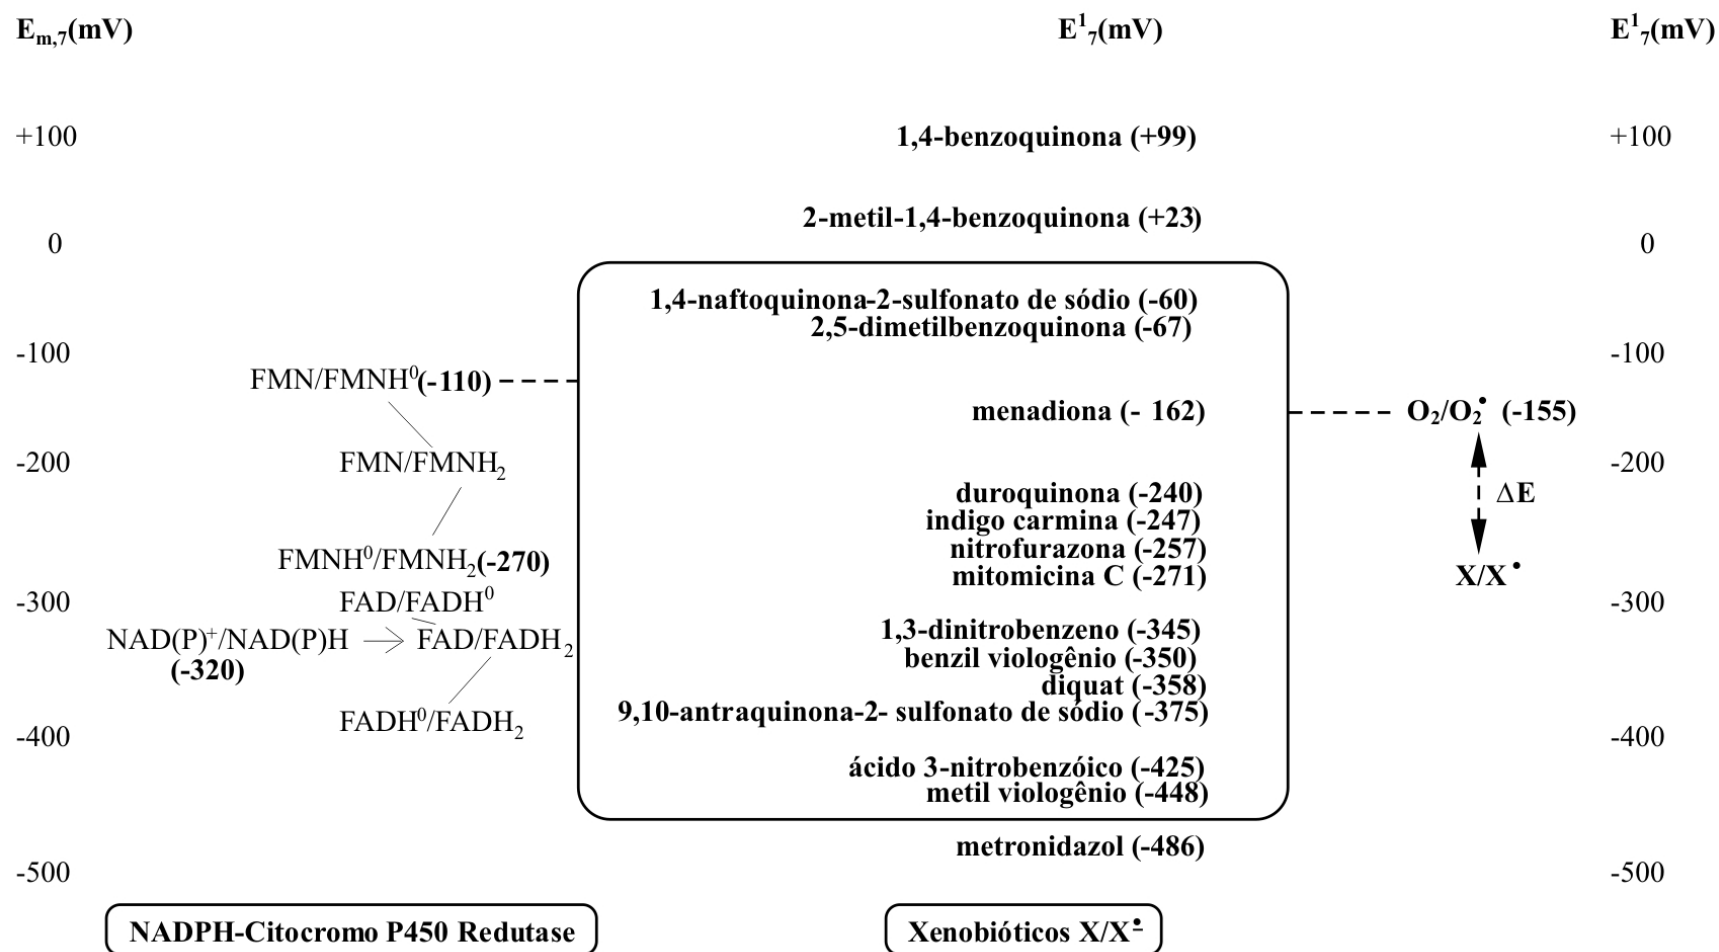 Em,7(mV) E¹7(mV) E¹7(mV)
+100 1,4-benzoquinona (+99) +100
2-metil-1,4-benzoquinona (+23)
0 0
1,4-naftoquinona-2-sulfonato de sódio (-60)
2,5-dimetilbenzoquinona (-67)
-100 -100
FMN/FMNH⁰(-110)
menadiona (- 162) O₂/O₂• (-155)
-200 FMN/FMNH₂ -200
duroquinona (-240) ΔE
indigo carmina (-247)
nitrofurazona (-257)
FMNH⁰/FMNH₂(-270)
mitomicina C (-271) X/X•
-300 FAD/FADH⁰ -300
1,3-dinitrobenzeno (-345)
NAD(P)⁺/NAD(P)H FAD/FADH₂
benzil viologênio (-350)
(-320)
diquat (-358)
9,10-antraquinona-2- sulfonato de sódio (-375)
FADH⁰/FADH₂
-400 -400
ácido 3-nitrobenzóico (-425)
metil viologênio (-448)
metronidazol (-486)
-500 -500
NADPH-Citocromo P450 Redutase Xenobióticos X/X•-